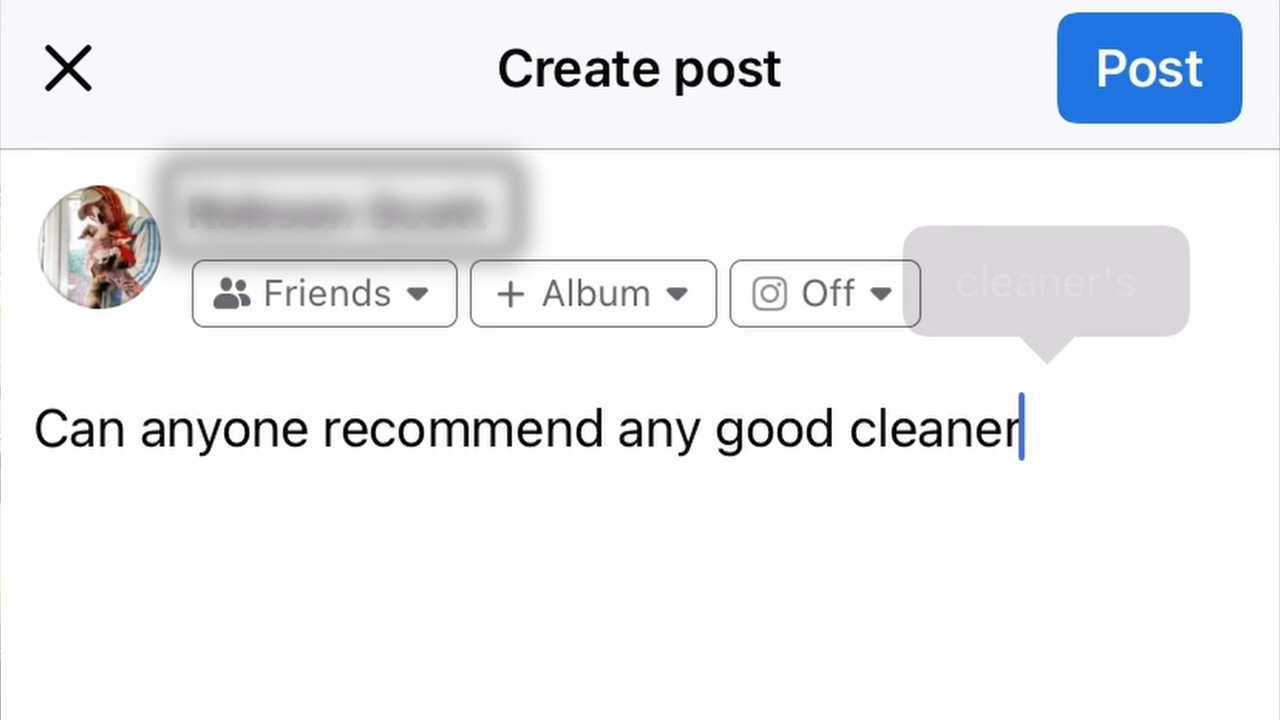 Create post
Post
Friends
+ Album
Off
cleaner's
Can anyone recommend any good cleaner